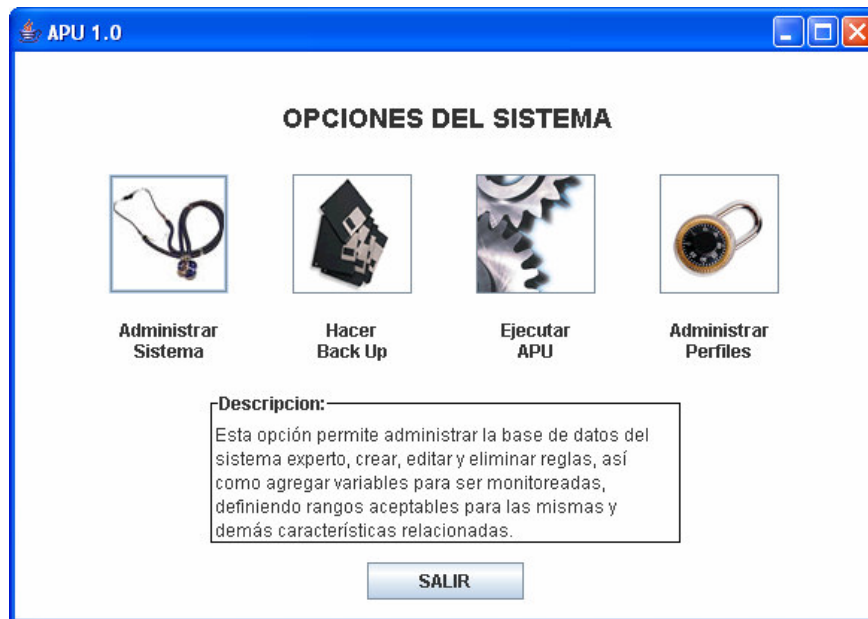 APU 1.0
OPCIONES DEL SISTEMA
Administrar
Sistema
Hacer
Back Up
Ejecutar
APU
Administrar
Perfiles
Descripcion:
Esta opción permite administrar la base de datos del
sistema experto, crear, editar y eliminar reglas, así
como agregar variables para ser monitoreadas,
definiendo rangos aceptables para las mismas y
demás características relacionadas.
SALIR